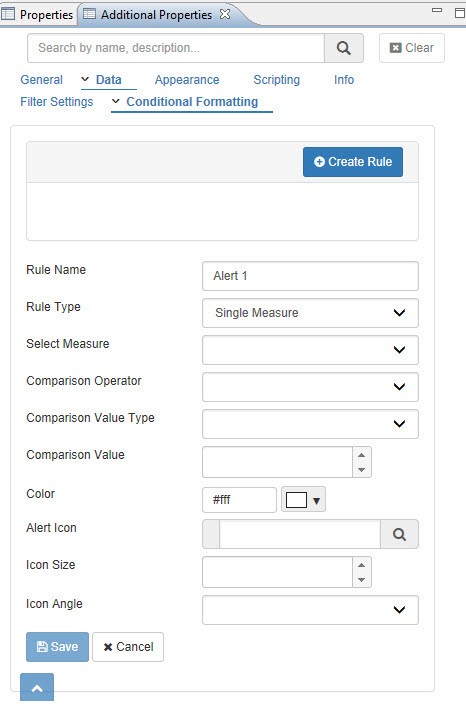 Properties Additional Properties
Search by name, description... Clear
General Data Appearance Scripting Info
Filter Settings Conditional Formatting
Create Rule
Rule Name Alert 1
Rule Type Single Measure
Select Measure
Comparison Operator
Comparison Value Type
Comparison Value
Color #fff
Alert Icon
Icon Size
Icon Angle
Save Cancel